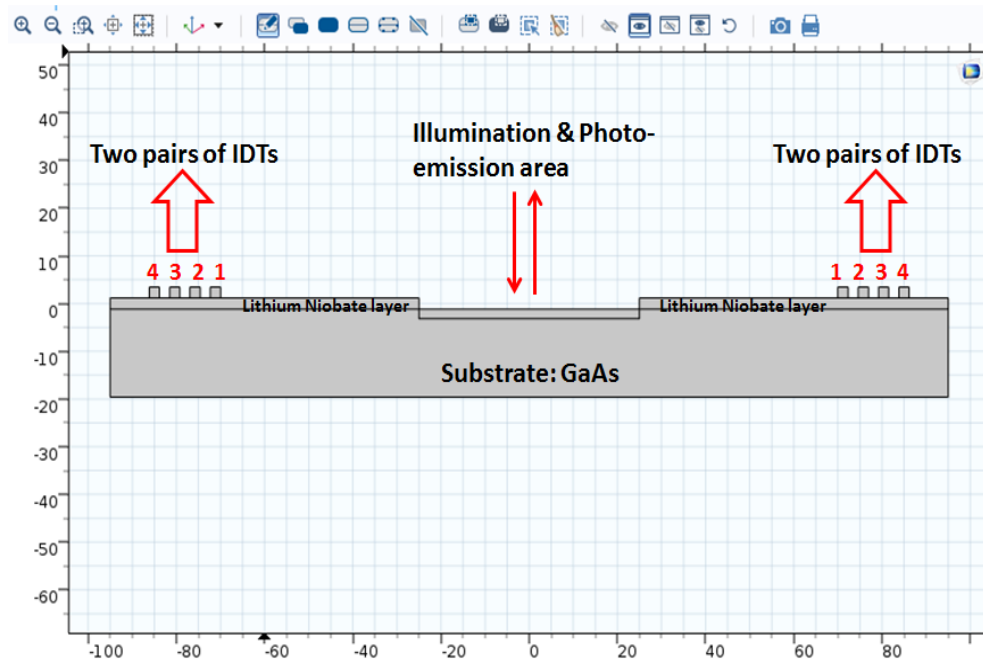 50
40
30
20
10
0
-10
-20
-30
-40
-50
-60
-100
-80
-60
-40
-20
0
20
40
60
80
Two pairs of IDTs
4 3 2 1
Illumination & Photo-
emission area
Two pairs of IDTs
1 2 3 4
Lithium Niobate layer
Lithium Niobate layer
Substrate: GaAs